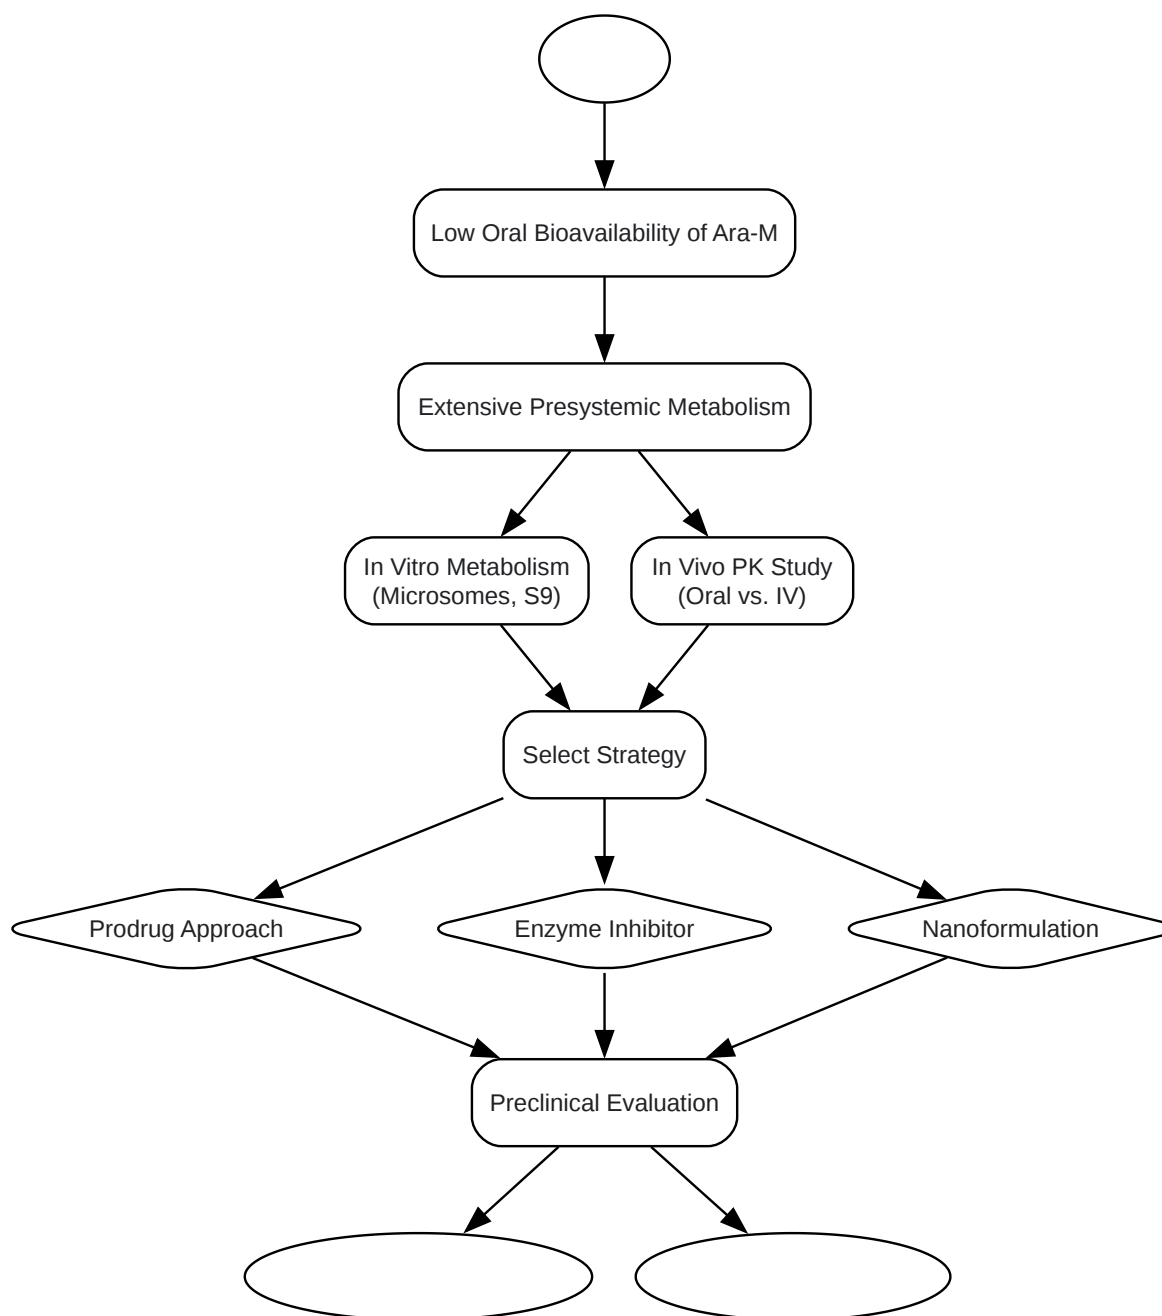 Low Oral Bioavailability of Ara-M
Extensive Presystemic Metabolism
In Vitro Metabolism
(Microsomes, S9)
In Vivo PK Study
(Oral vs. IV)
Select Strategy
Prodrug Approach
Enzyme Inhibitor
Nanoformulation
Preclinical Evaluation